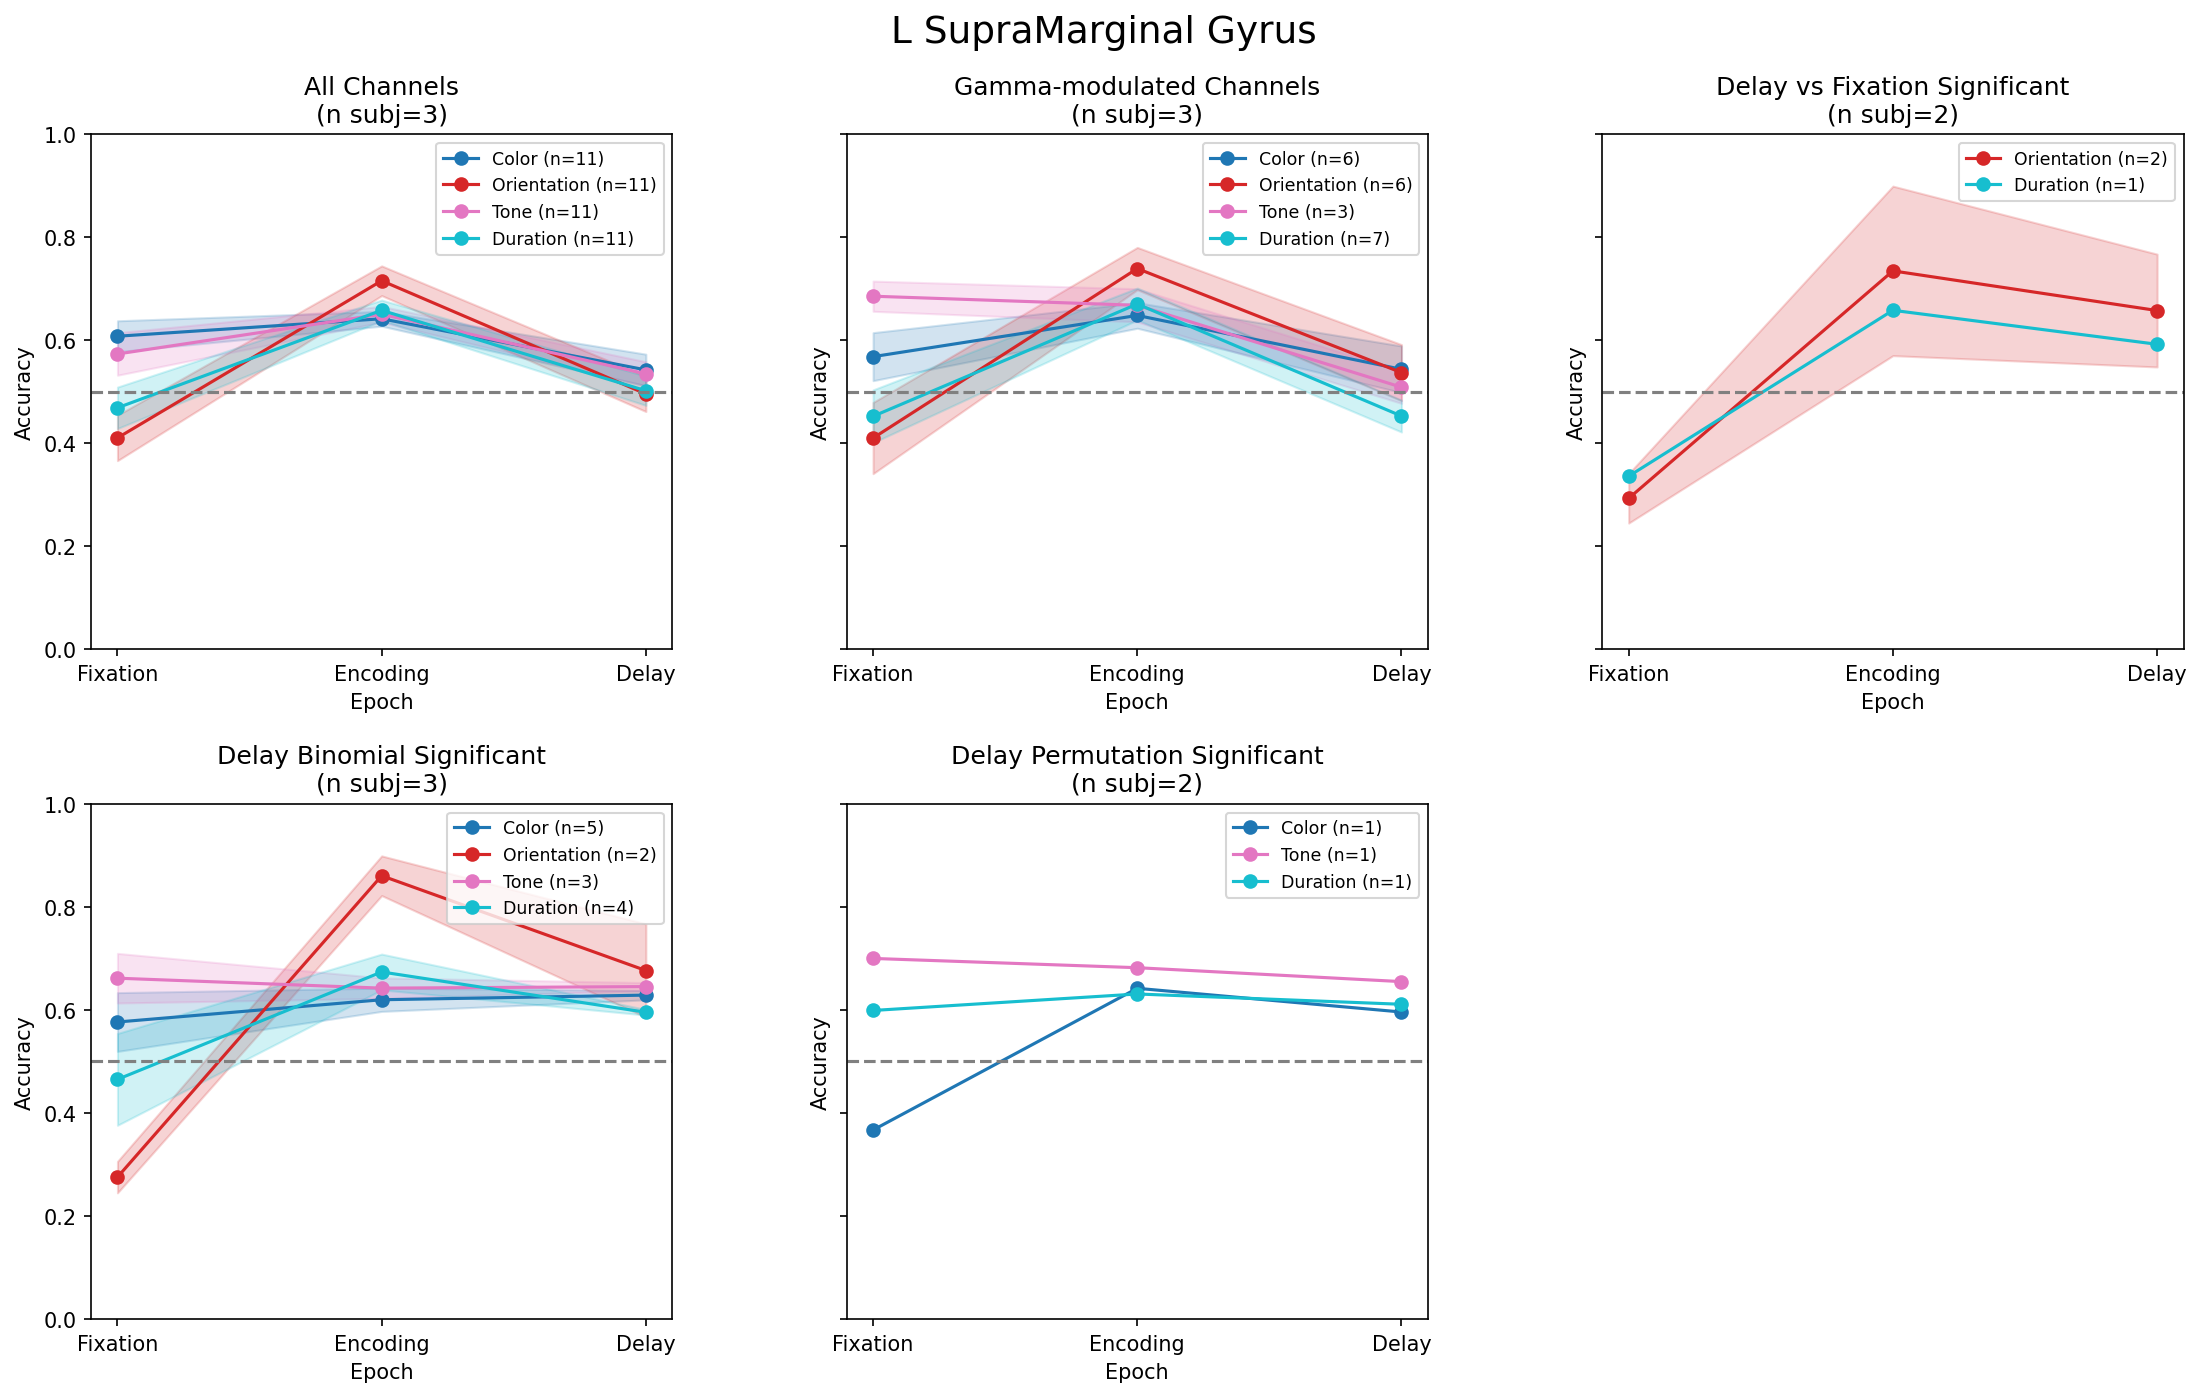 L SupraMarginal Gyrus
All Channels
(n subj=3)
1.0
0.8
0.6
0.4
0.2
0.0
Accuracy
Color (n=11)
Orientation (n=11)
Tone (n=11)
Duration (n=11)
Fixation Encoding Delay
Epoch
Gamma-modulated Channels
(n subj=3)
Accuracy
Color (n=6)
Orientation (n=6)
Tone (n=3)
Duration (n=7)
Fixation Encoding Delay
Epoch
Delay vs Fixation Significant
(n subj=2)
Accuracy
Orientation (n=2)
Duration (n=1)
Fixation Encoding Delay
Epoch
Delay Binomial Significant
(n subj=3)
1.0
0.8
0.6
0.4
0.2
0.0
Accuracy
Color (n=5)
Orientation (n=2)
Tone (n=3)
Duration (n=4)
Fixation Encoding Delay
Epoch
Delay Permutation Significant
(n subj=2)
Accuracy
Color (n=1)
Tone (n=1)
Duration (n=1)
Fixation Encoding Delay
Epoch